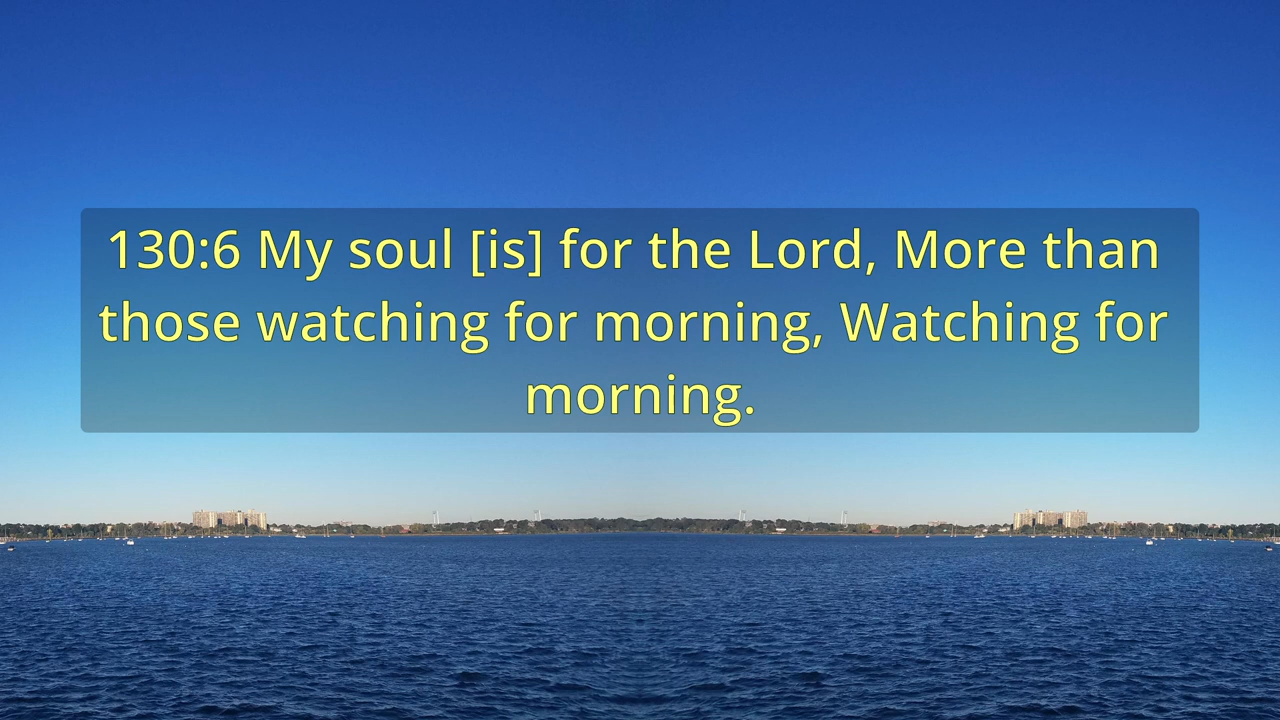 130:6 My soul [is] for the Lord, More than
those watching for morning, Watching for
morning.